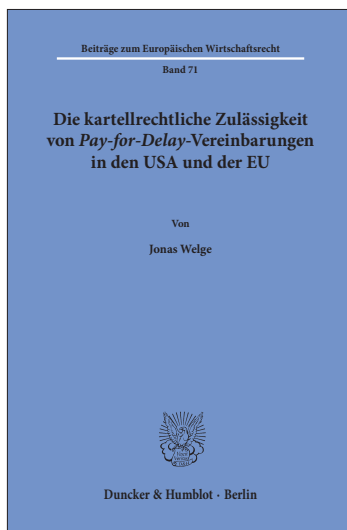 Beiträge zum Europäischen Wirtschaftsrecht
Band 71
Die kartellrechtliche Zulässigkeit
von Pay-for-Delay-Vereinbarungen
in den USA und der EU
Von
Jonas Welge
Duncker & Humblot · Berlin